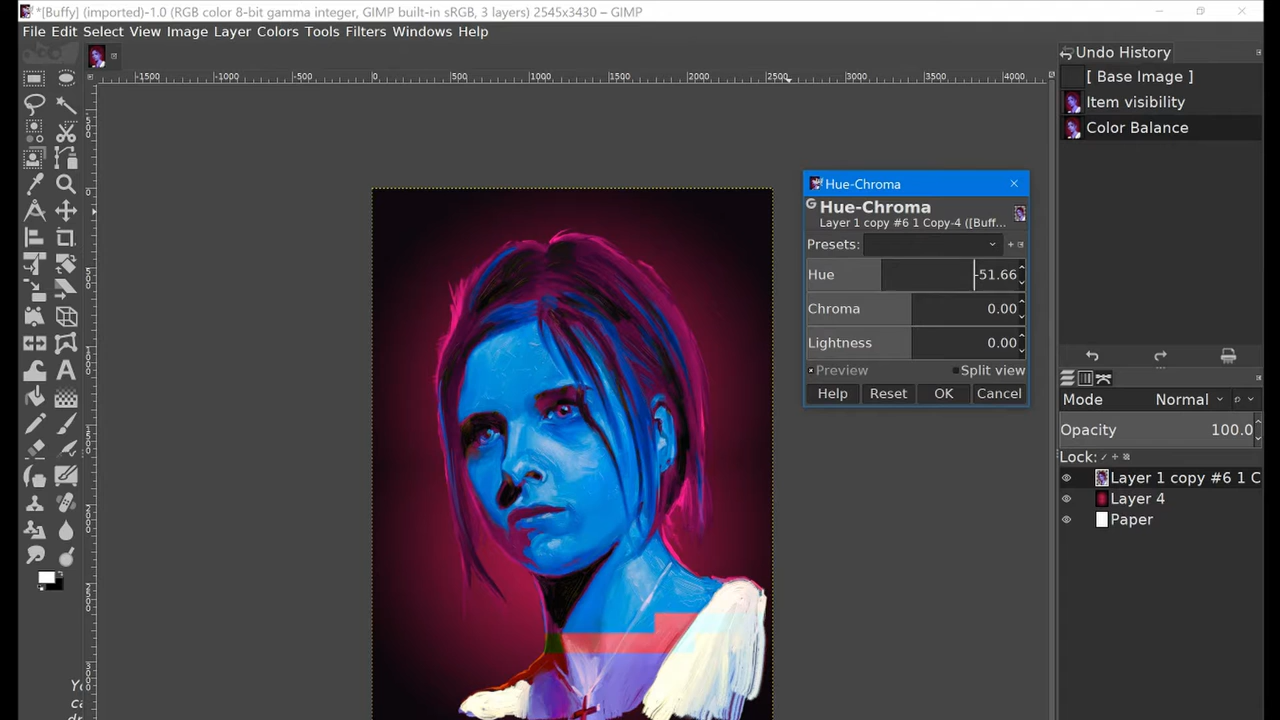 *[Buffy] (imported)-1.0 (RGB color 8-bit gamma integer, GIMP built-in sRGB, 3 layers) 2545x3430 – GIMP
File Edit Select View Image Layer Colors Tools Filters Windows Help
-1500 -1000 -500 0 500 1000 1500 2000 2500 3000 3500 4000
Undo History
[ Base Image ]
Item visibility
Color Balance
Hue-Chroma
G Hue-Chroma
Layer 1 copy #6 1 Copy-4 ([Buff...
Presets:
Hue -51.66
Chroma 0.00
Lightness 0.00
Preview Split view
Help Reset OK Cancel
Mode Normal
Opacity 100.0
Lock:
Layer 1 copy #6 1 C
Layer 4
Paper